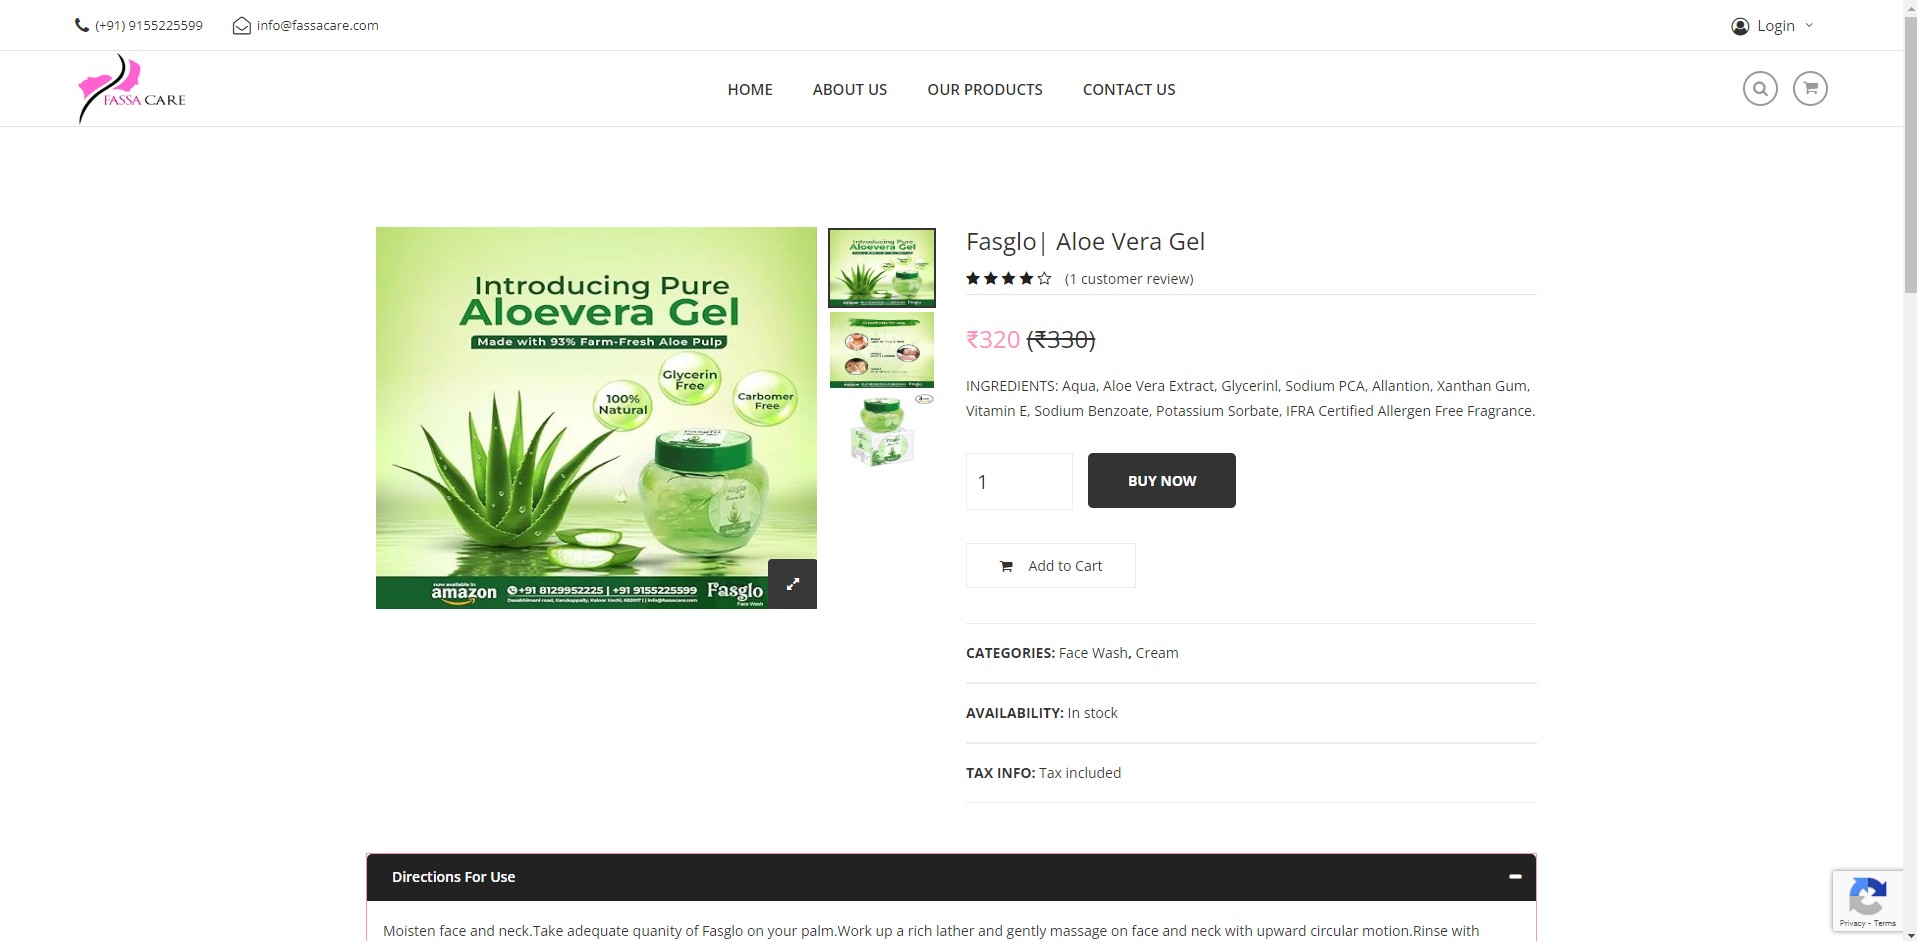 (+91) 9155225599
info@fassacare.com
Login
FASSA CARE
HOME
ABOUT US
OUR PRODUCTS
CONTACT US
Introducing Pure
Aloevera Gel
Made with 93% Farm-Fresh Aloe Pulp
Glycerin
Free
100%
Natural
Carbomer
Free
Fasglo
now available in
amazon
+91 8129952225 | +91 9155225599
Fasglo
Face Wash
Introducing Pure
Aloevera Gel
Fasglo| Aloe Vera Gel
(1 customer review)
₹320 (₹330)
INGREDIENTS: Aqua, Aloe Vera Extract, Glycerinl, Sodium PCA, Allantion, Xanthan Gum,
Vitamin E, Sodium Benzoate, Potassium Sorbate, IFRA Certified Allergen Free Fragrance.
1
BUY NOW
Add to Cart
CATEGORIES: Face Wash, Cream
AVAILABILITY: In stock
TAX INFO: Tax included
Directions For Use
Moisten face and neck.Take adequate quanity of Fasglo on your palm.Work up a rich lather and gently massage on face and neck with upward circular motion.Rinse with
Privacy - Terms